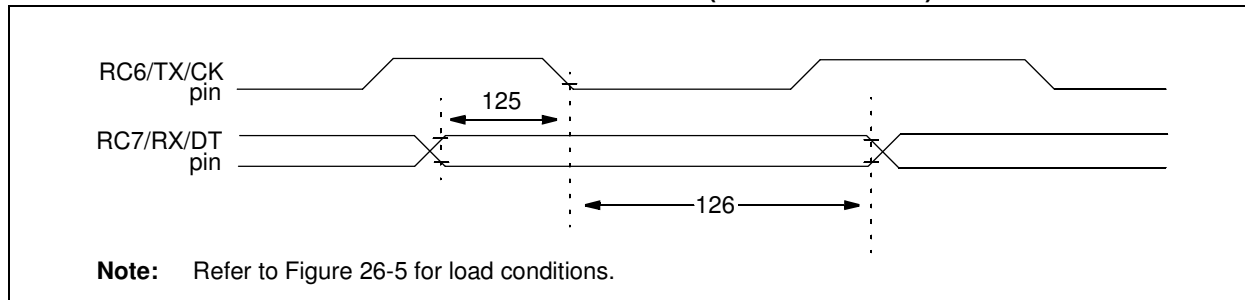 RC6/TX/CK
pin
125
RC7/RX/DT
pin
126
Note: Refer to Figure 26-5 for load conditions.